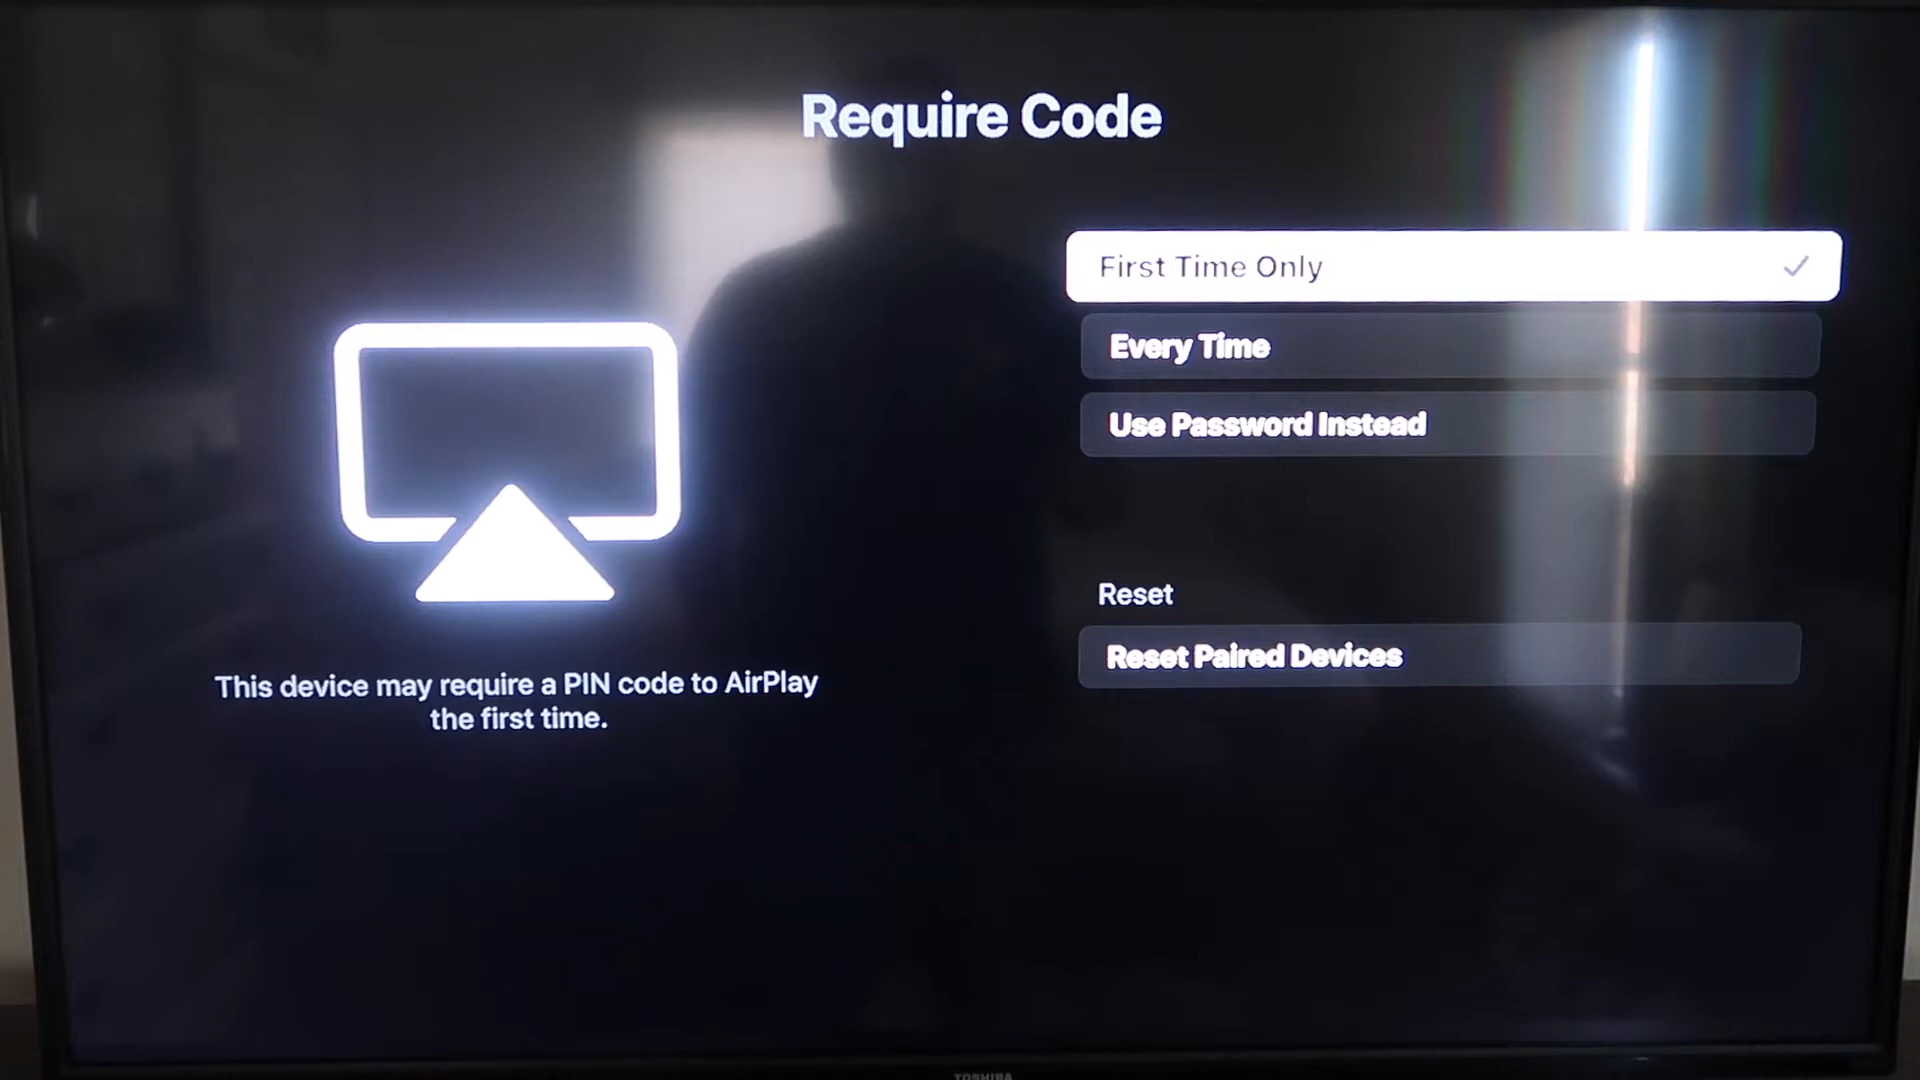 Require Code
First Time Only
Every Time
Use Password Instead
Reset
Reset Paired Devices
This device may require a PIN code to AirPlay
the first time.
TOSHIBA